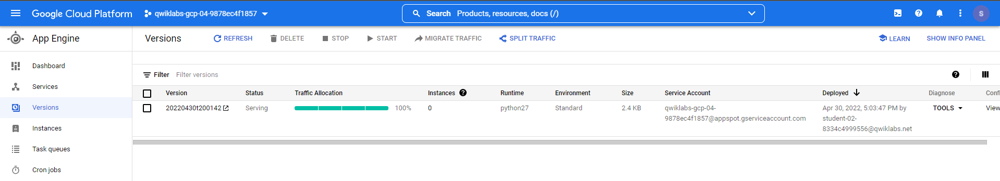 Google Cloud Platform qwiklabs-gcp-04-9878ec4f1857 Search Products, resources, docs (/) S
App Engine Versions REFRESH DELETE STOP START MIGRATE TRAFFIC SPLIT TRAFFIC LEARN SHOW INFO PANEL
Dashboard
Services
Versions
Instances
Task queues
Cron jobs
Filter Filter versions
Version Status Traffic Allocation Instances Runtime Environment Size Service Account Deployed Diagnose Confi
20220430t200142 Serving 100% 0 python27 Standard 2.4 KB qwiklabs-gcp-04- Apr 30, 2022, 5:03:47 PM by TOOLS View
9878ec4f1857@appspot.gserviceaccount.com student-02-
8334c4999556@qwiklabs.net